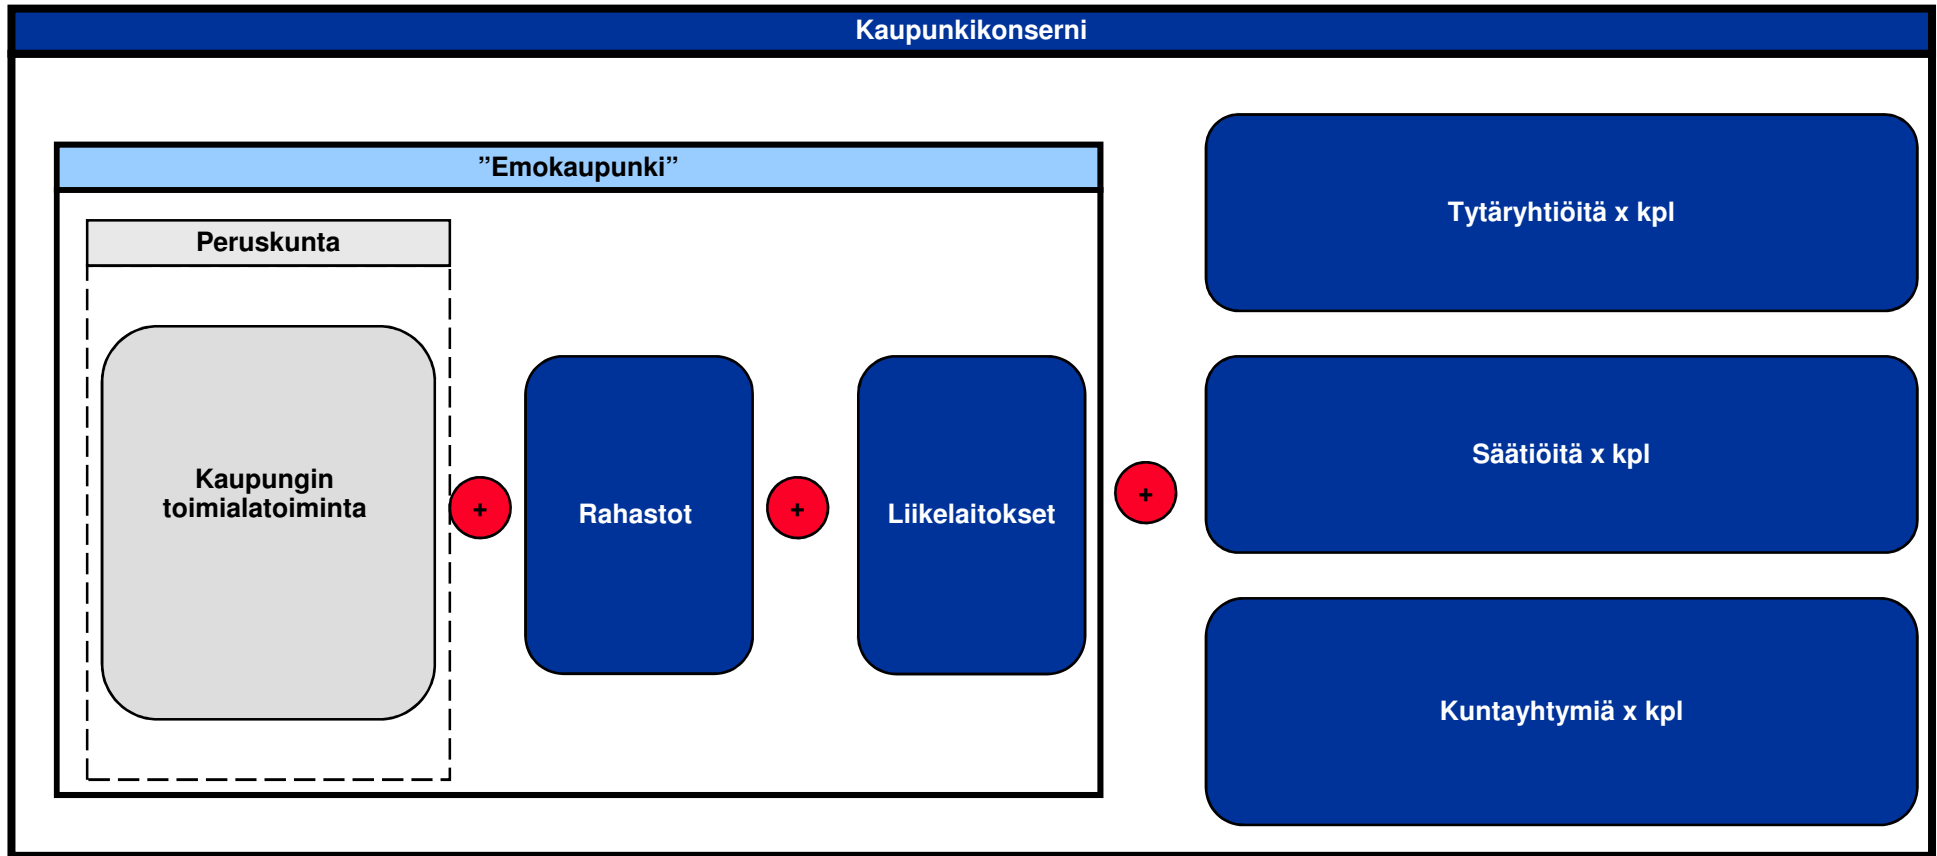 Kaupunkikonserni
”Emokaupunki”
Peruskunta
Kaupungin
toimialatoiminta
+
Rahastot
+
Liikelaitokset
+
Tytäryhtiöitä x kpl
Säätiöitä x kpl
Kuntayhtymiä x kpl